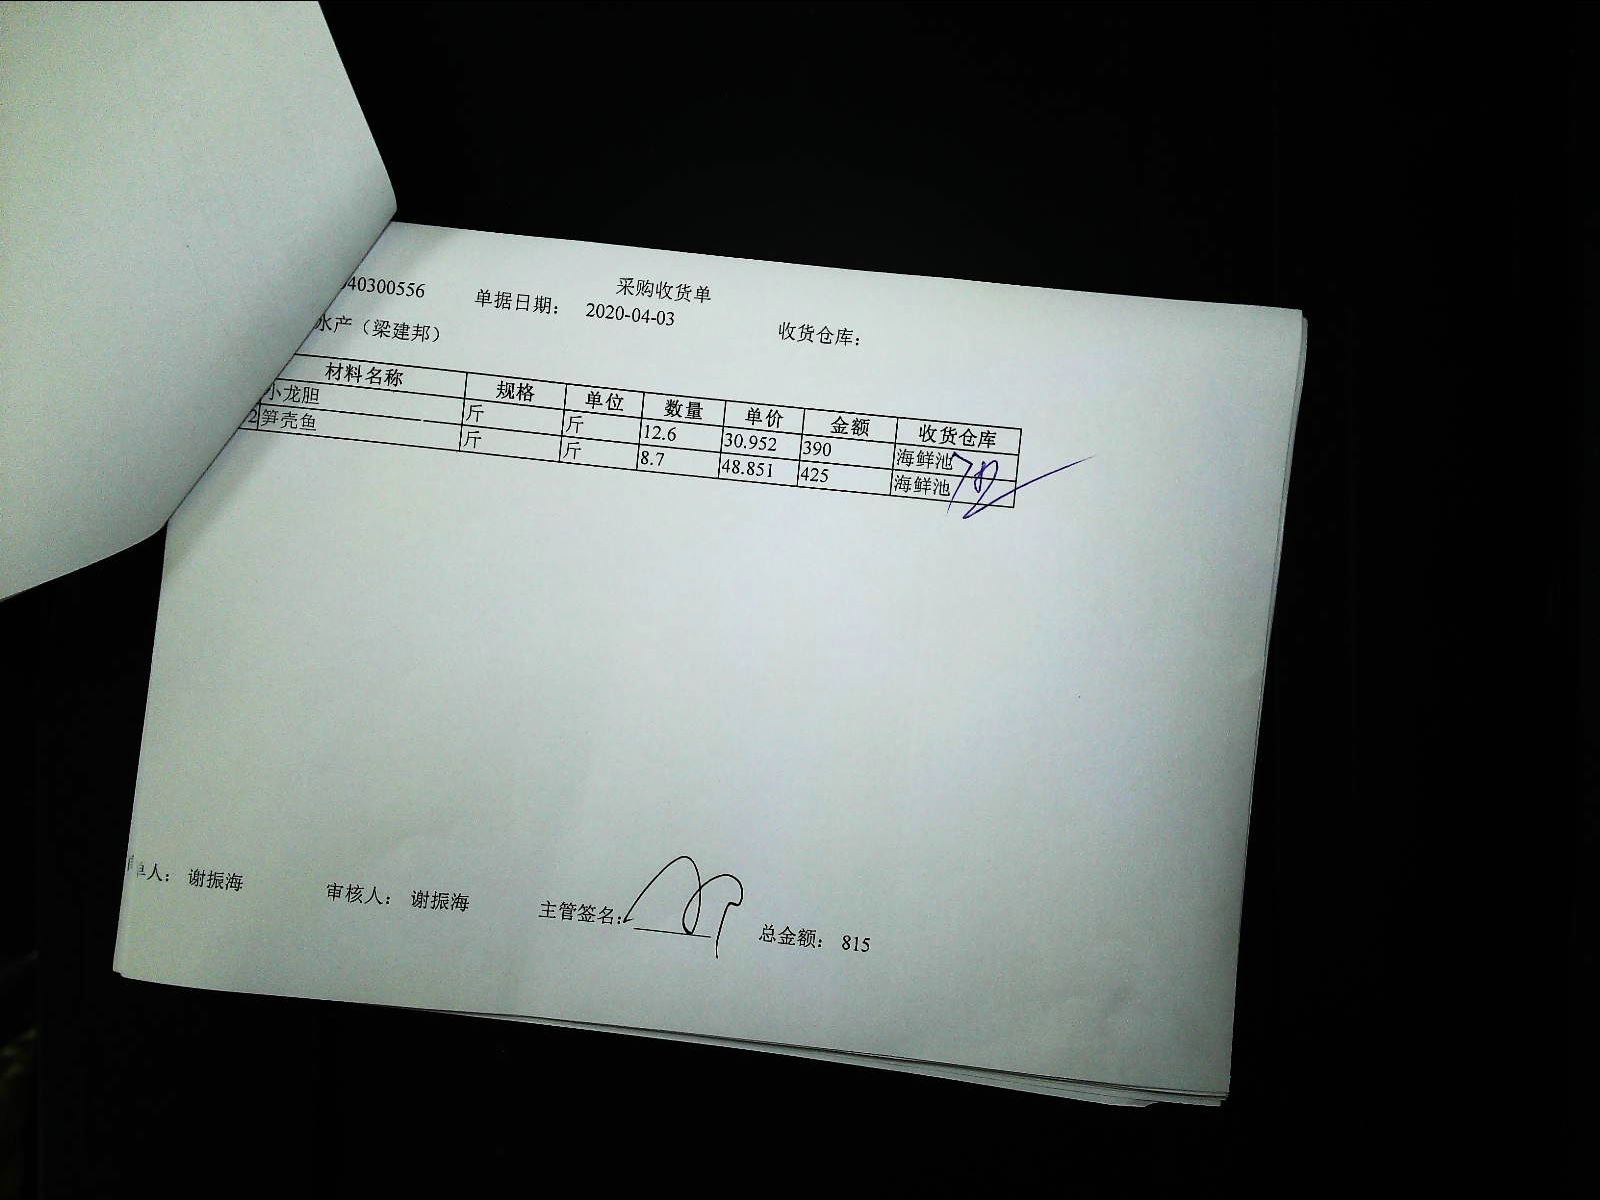 采购收货单
40300556 单据日期： 2020-04-03 收货仓库：
水产（梁建邦）
材料名称 规格 单位 数量 单价 金额 收货仓库
小龙胆 斤 斤 12.6 30.952 390 海鲜池
2 笋壳鱼 斤 斤 8.7 48.851 425 海鲜池
单人： 谢振海 审核人： 谢振海 主管签名： 总金额： 815